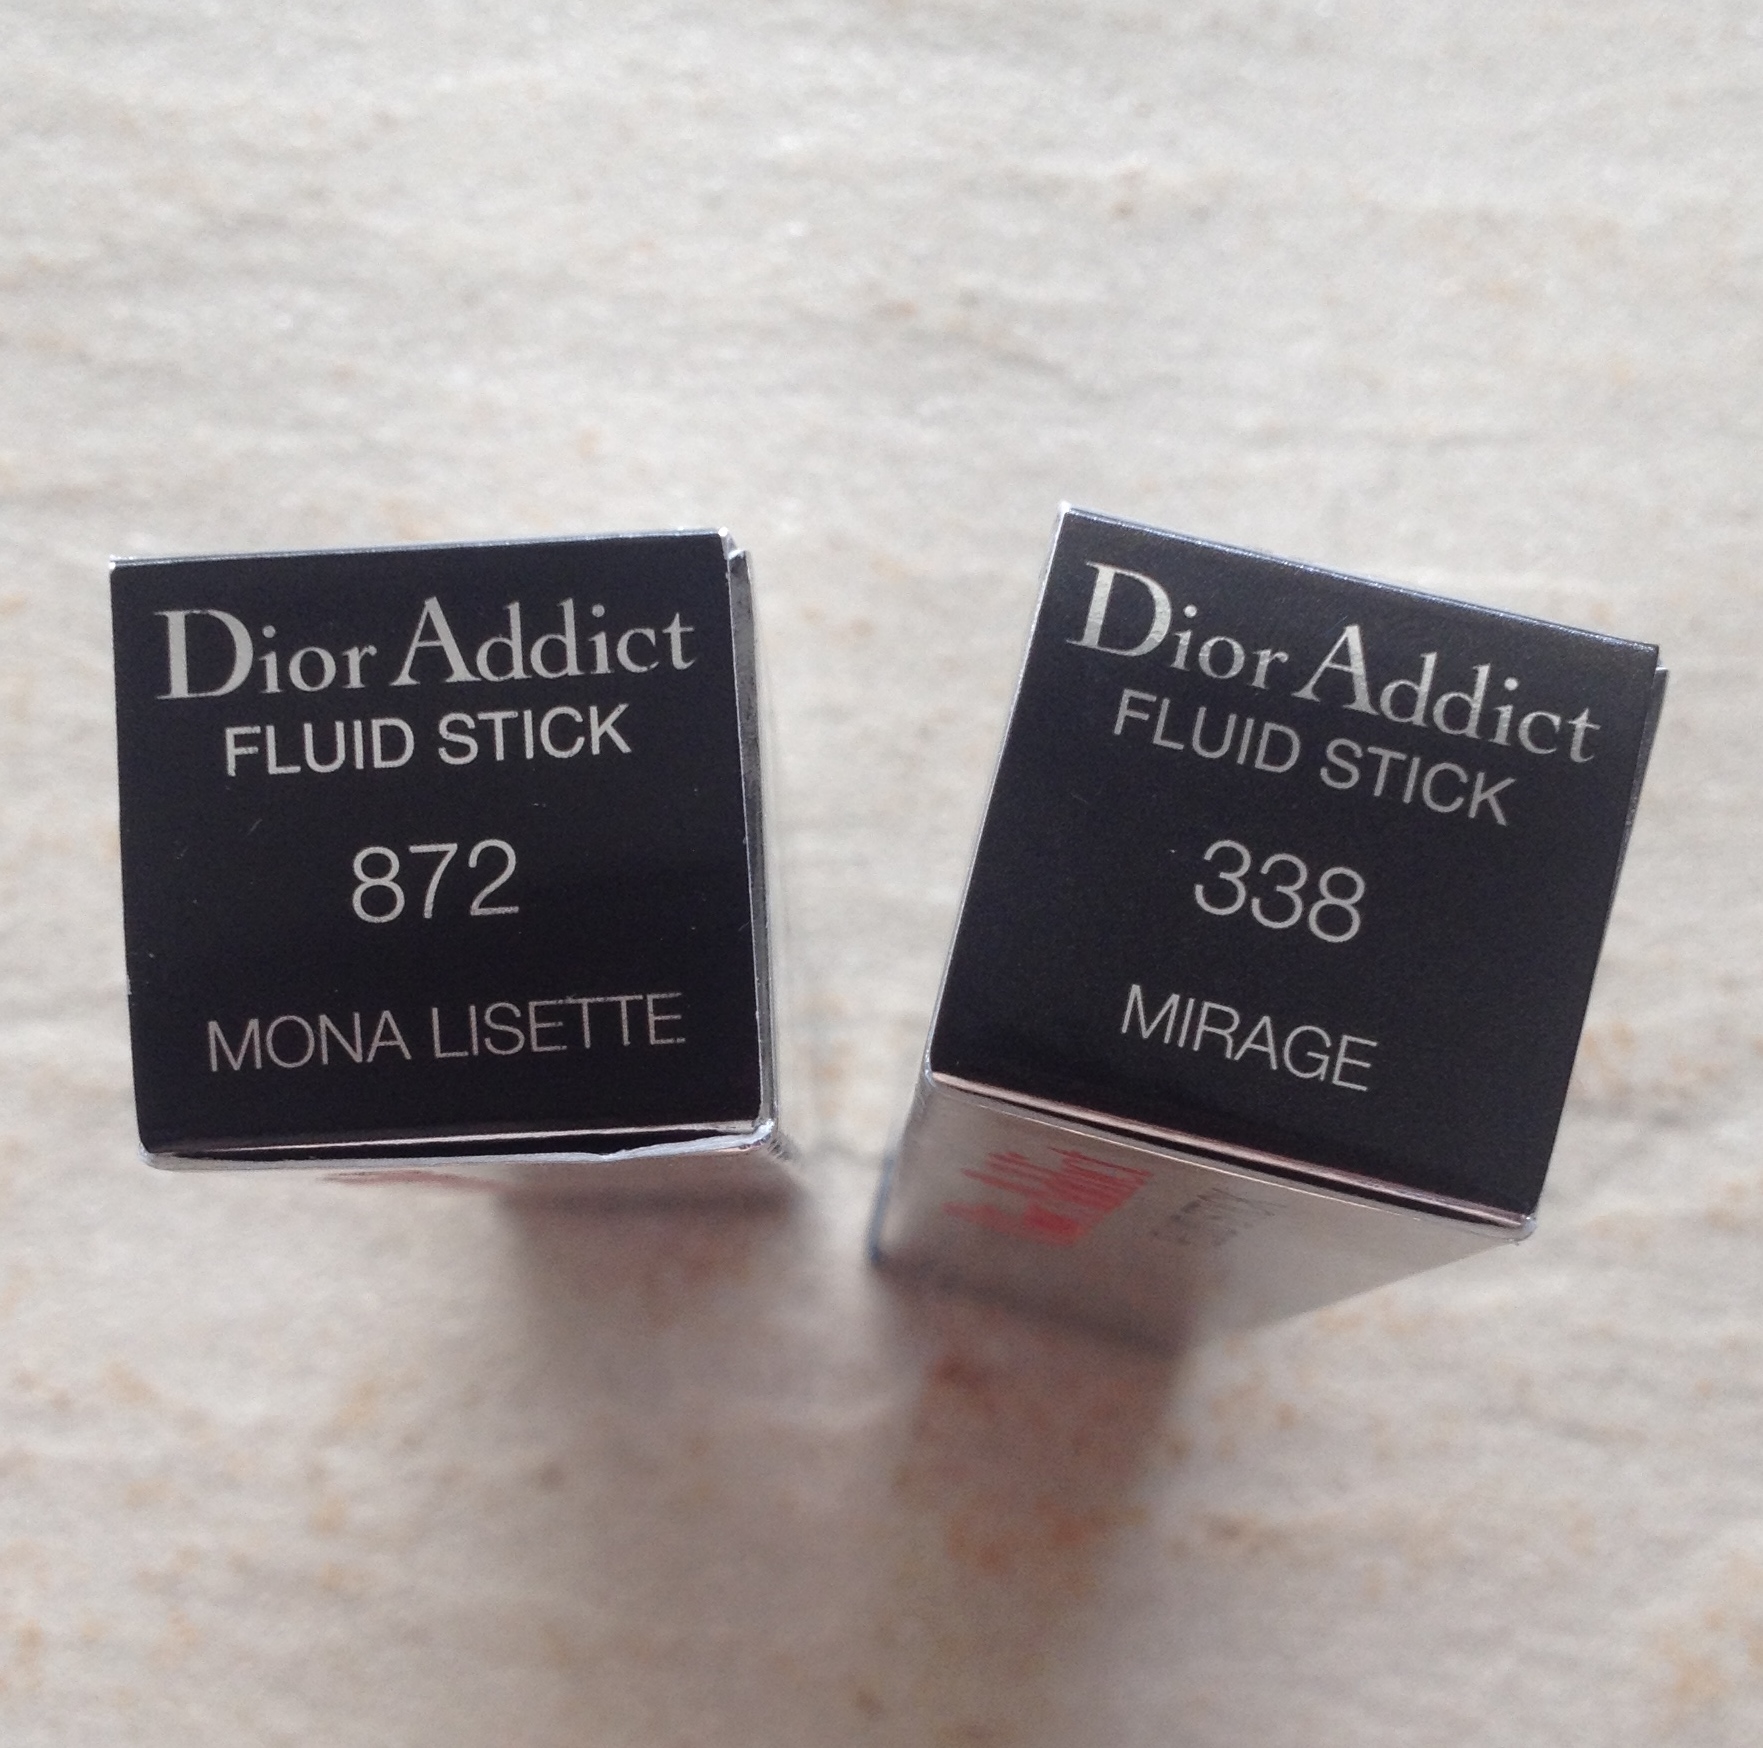 Dior Addict
FLUID STICK
872
MONA LISETTE
Dior Addict
FLUID STICK
338
MIRAGE